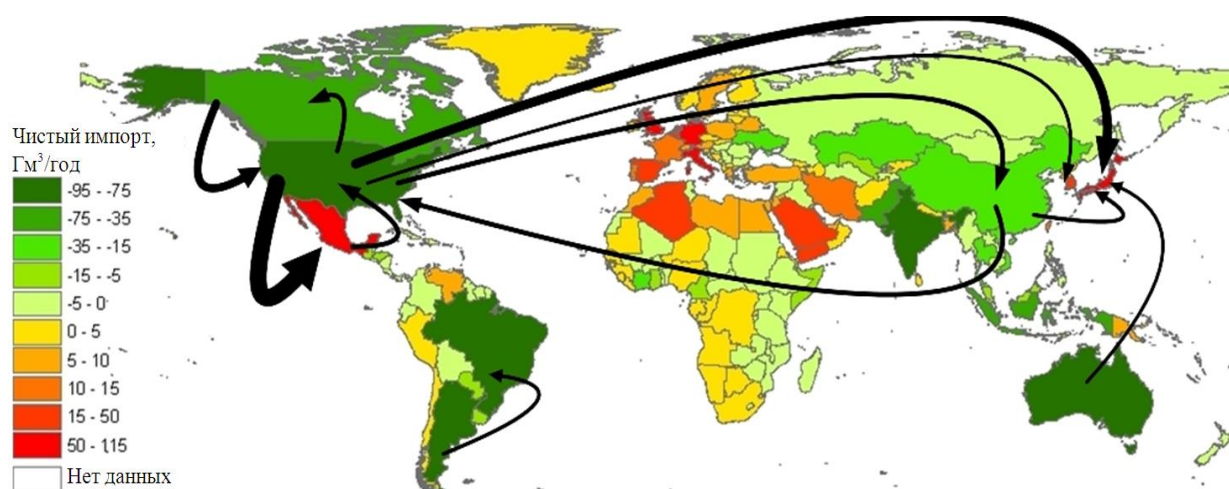 Чистый импорт,
Гм³/год
-95 - -75
-75 - -35
-35 - -15
-15 - -5
-5 - 0
0 - 5
5 - 10
10 - 15
15 - 50
50 - 115
Нет данных